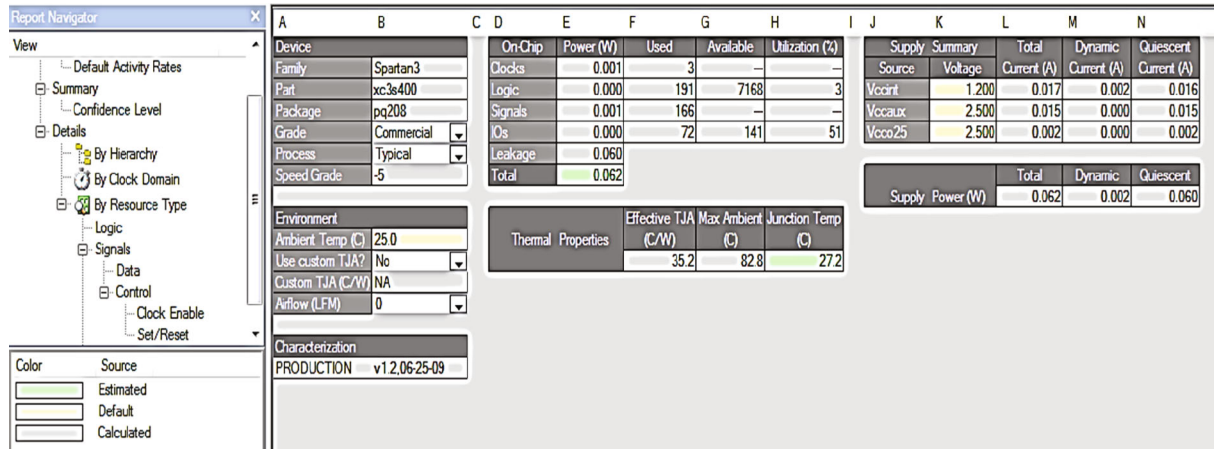 Report Navigator X
View
Default Activity Rates
Summary
Confidence Level
Details
By Hierarchy
By Clock Domain
By Resource Type
Logic
Signals
Data
Control
Clock Enable
Set/Reset
Color Source
Estimated
Default
Calculated
A B C D E F G H I J K L M N
Device
Family Spartan3
Part xc3s400
Package pq208
Grade Commercial
Process Typical
Speed Grade -5
Environment
Ambient Temp (C) 25.0
Use custom TJA? No
Custom TJA (C/W) NA
Airflow (LFM) 0
Characterization
PRODUCTION v1.2,06-25-09
On-Chip Power (W) Used Available Utilization (%)
Clocks 0.001 3 — —
Logic 0.000 191 7168 3
Signals 0.001 166 — —
IOs 0.000 72 141 51
Leakage 0.060
Total 0.062
Effective TJA Max Ambient Junction Temp
Thermal Properties (C/W) (C) (C)
35.2 82.8 27.2
Supply Summary Total Dynamic Quiescent
Source Voltage Current (A) Current (A) Current (A)
Vccint 1.200 0.017 0.002 0.016
Vccaux 2.500 0.015 0.000 0.015
Vcco25 2.500 0.002 0.000 0.002
Total Dynamic Quiescent
Supply Power (W) 0.062 0.002 0.060